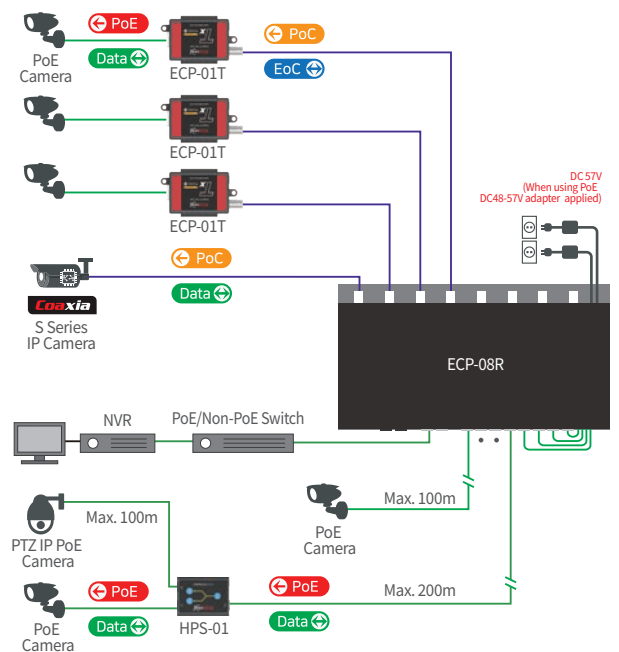 PoE
PoC
Data
EoC
PoE
Camera
ECP-01T
ECP-01T
ECP-01T
DC 57V
(When using PoE
DC48-57V adapter applied)
PoC
Data
Coaxia
S Series
IP Camera
ECP-08R
NVR
PoE/Non-PoE Switch
Max. 100m
PoE
Camera
Max. 100m
PTZ IP PoE
Camera
PoE
Data
PoE
Camera
HPS-01
PoE
Data
Max. 200m